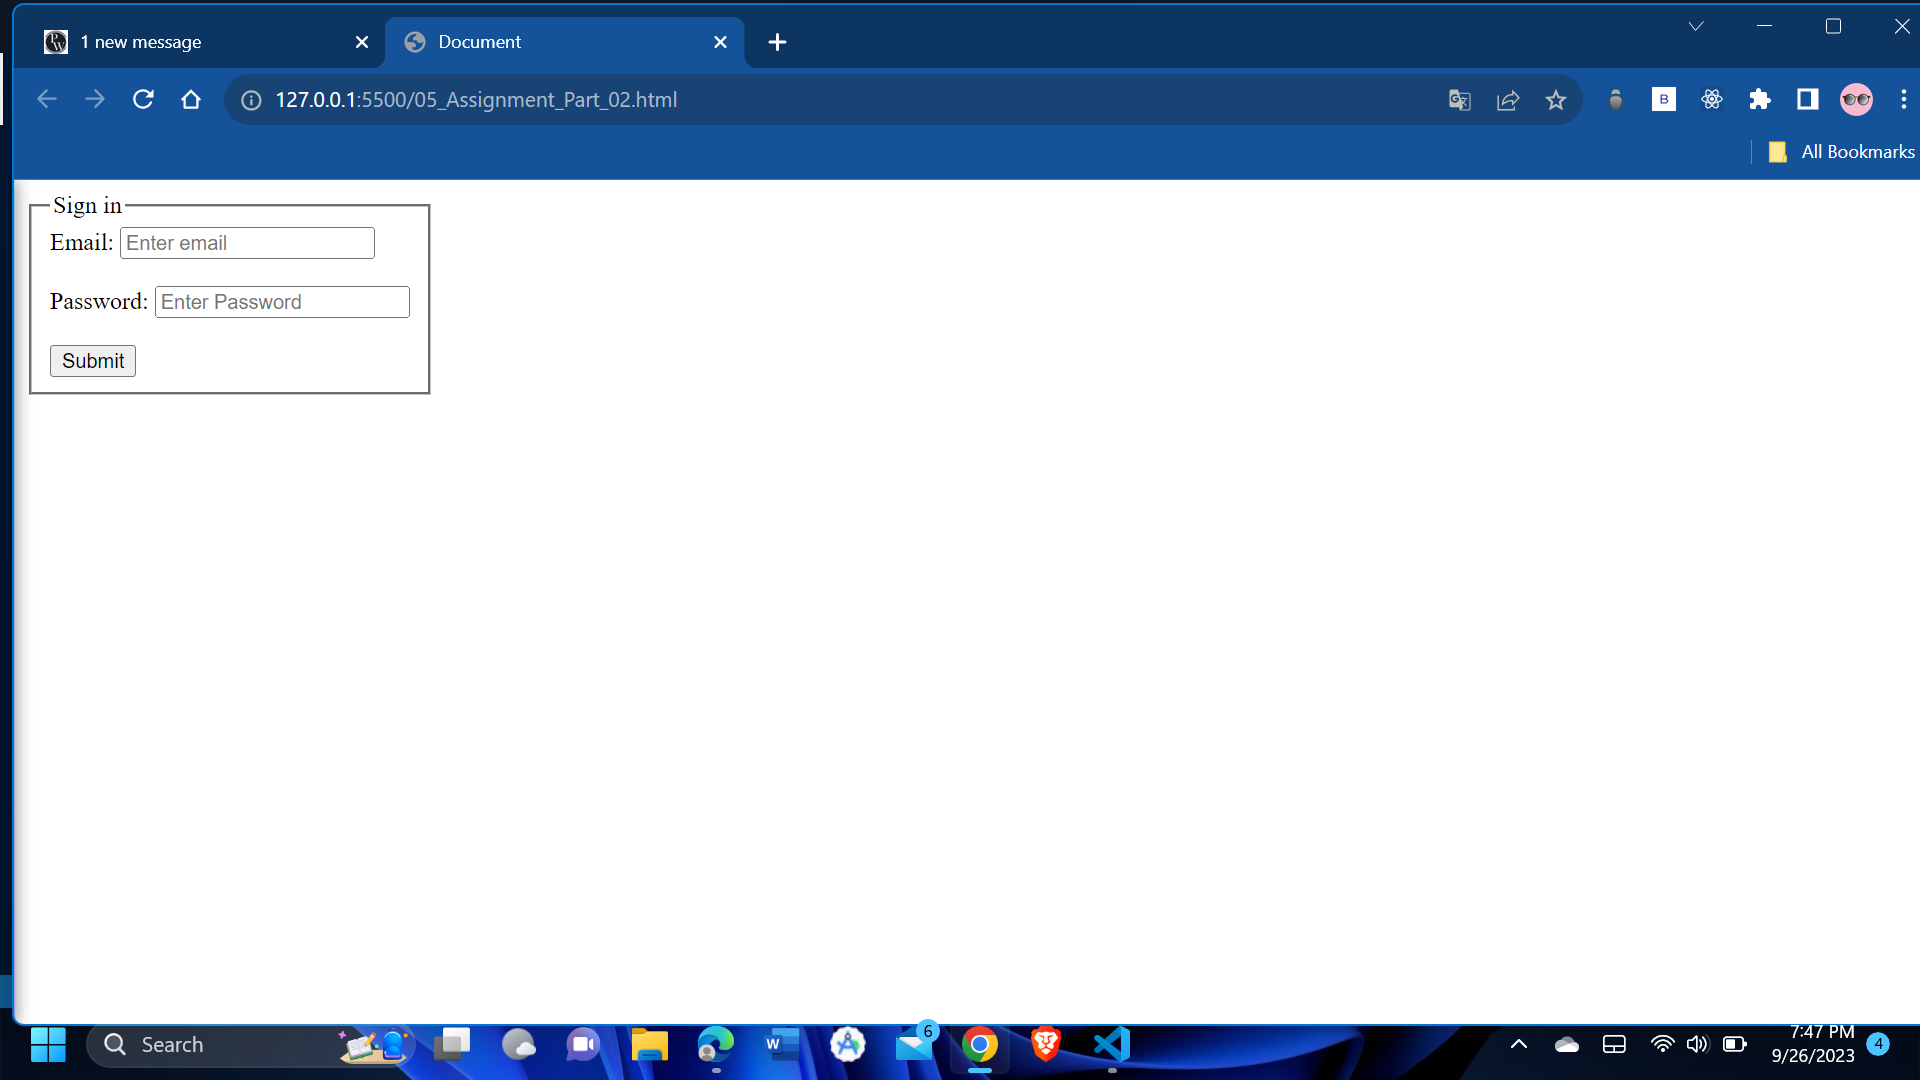 1 new message
Document
127.0.0.1:5500/05_Assignment_Part_02.html
B
All Bookmarks
Sign in
Email: Enter email
Password: Enter Password
Submit
Search
W
6
7:47 PM
9/26/2023
4